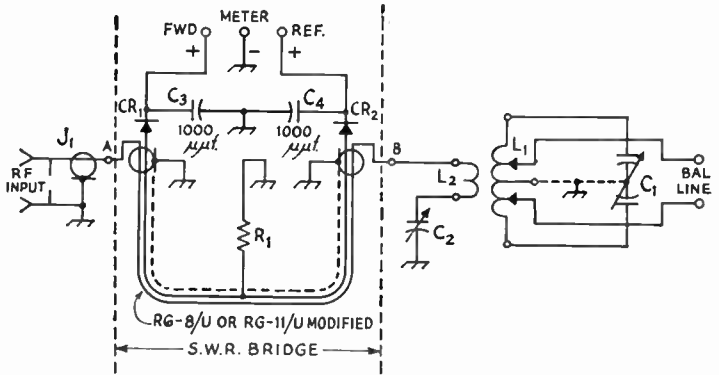 METER
FWD
REF.
+
-
+
C3
C4
CR1
CR2
1000
μμf.
1000
μμf.
J1
A
B
RF
INPUT
L2
L1
C1
BAL
LINE
R1
C2
RG-8/U OR RG-11/U MODIFIED
S.W.R. BRIDGE